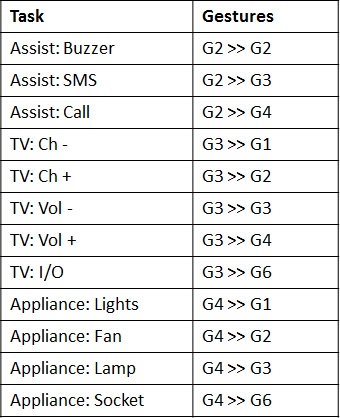 Task Gestures
Assist: Buzzer G2 >> G2
Assist: SMS G2 >> G3
Assist: Call G2 >> G4
TV: Ch - G3 >> G1
TV: Ch + G3 >> G2
TV: Vol - G3 >> G3
TV: Vol + G3 >> G4
TV: I/O G3 >> G6
Appliance: Lights G4 >> G1
Appliance: Fan G4 >> G2
Appliance: Lamp G4 >> G3
Appliance: Socket G4 >> G6